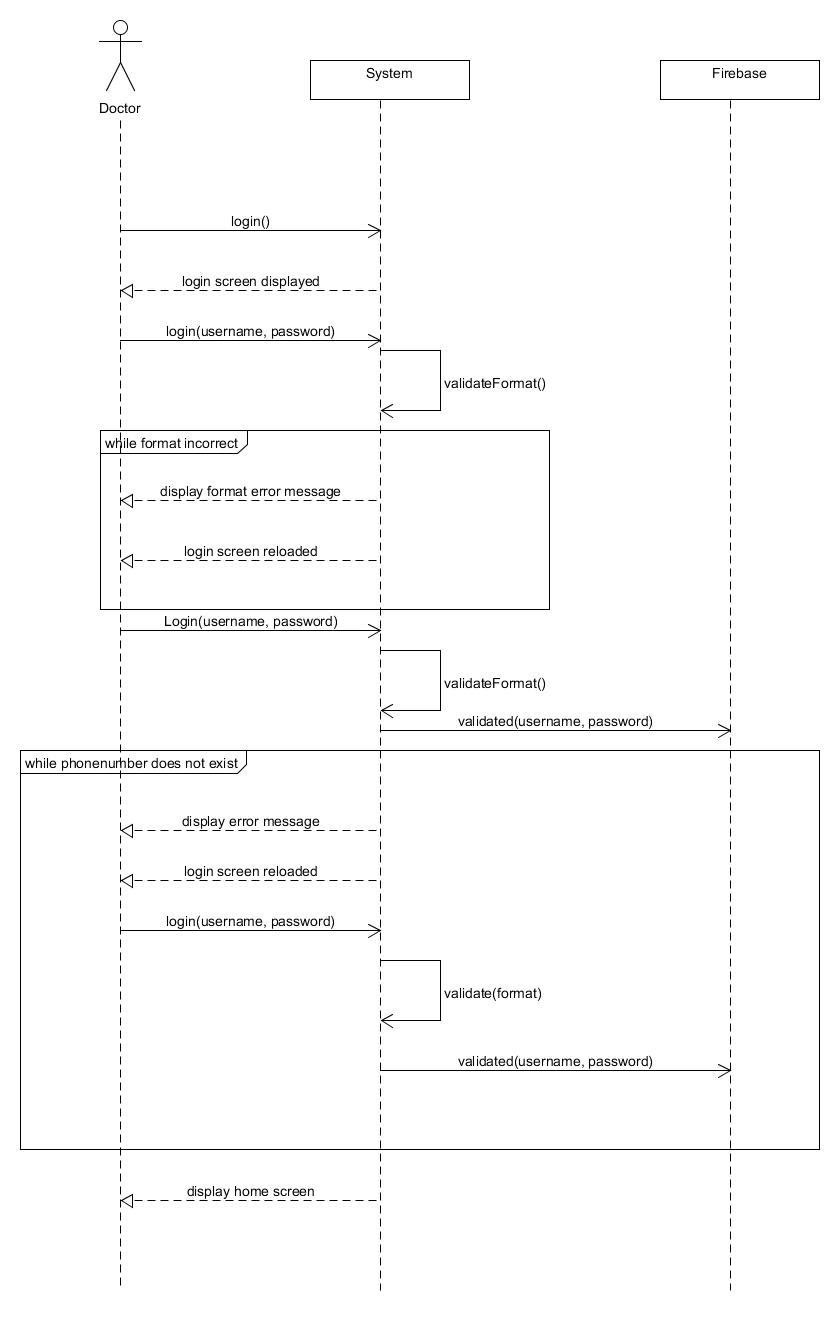 Doctor
System
Firebase
login()
login screen displayed
login(username, password)
validateFormat()
while format incorrect
display format error message
login screen reloaded
Login(username, password)
validateFormat()
validated(username, password)
while phonenumber does not exist
display error message
login screen reloaded
login(username, password)
validate(format)
validated(username, password)
display home screen